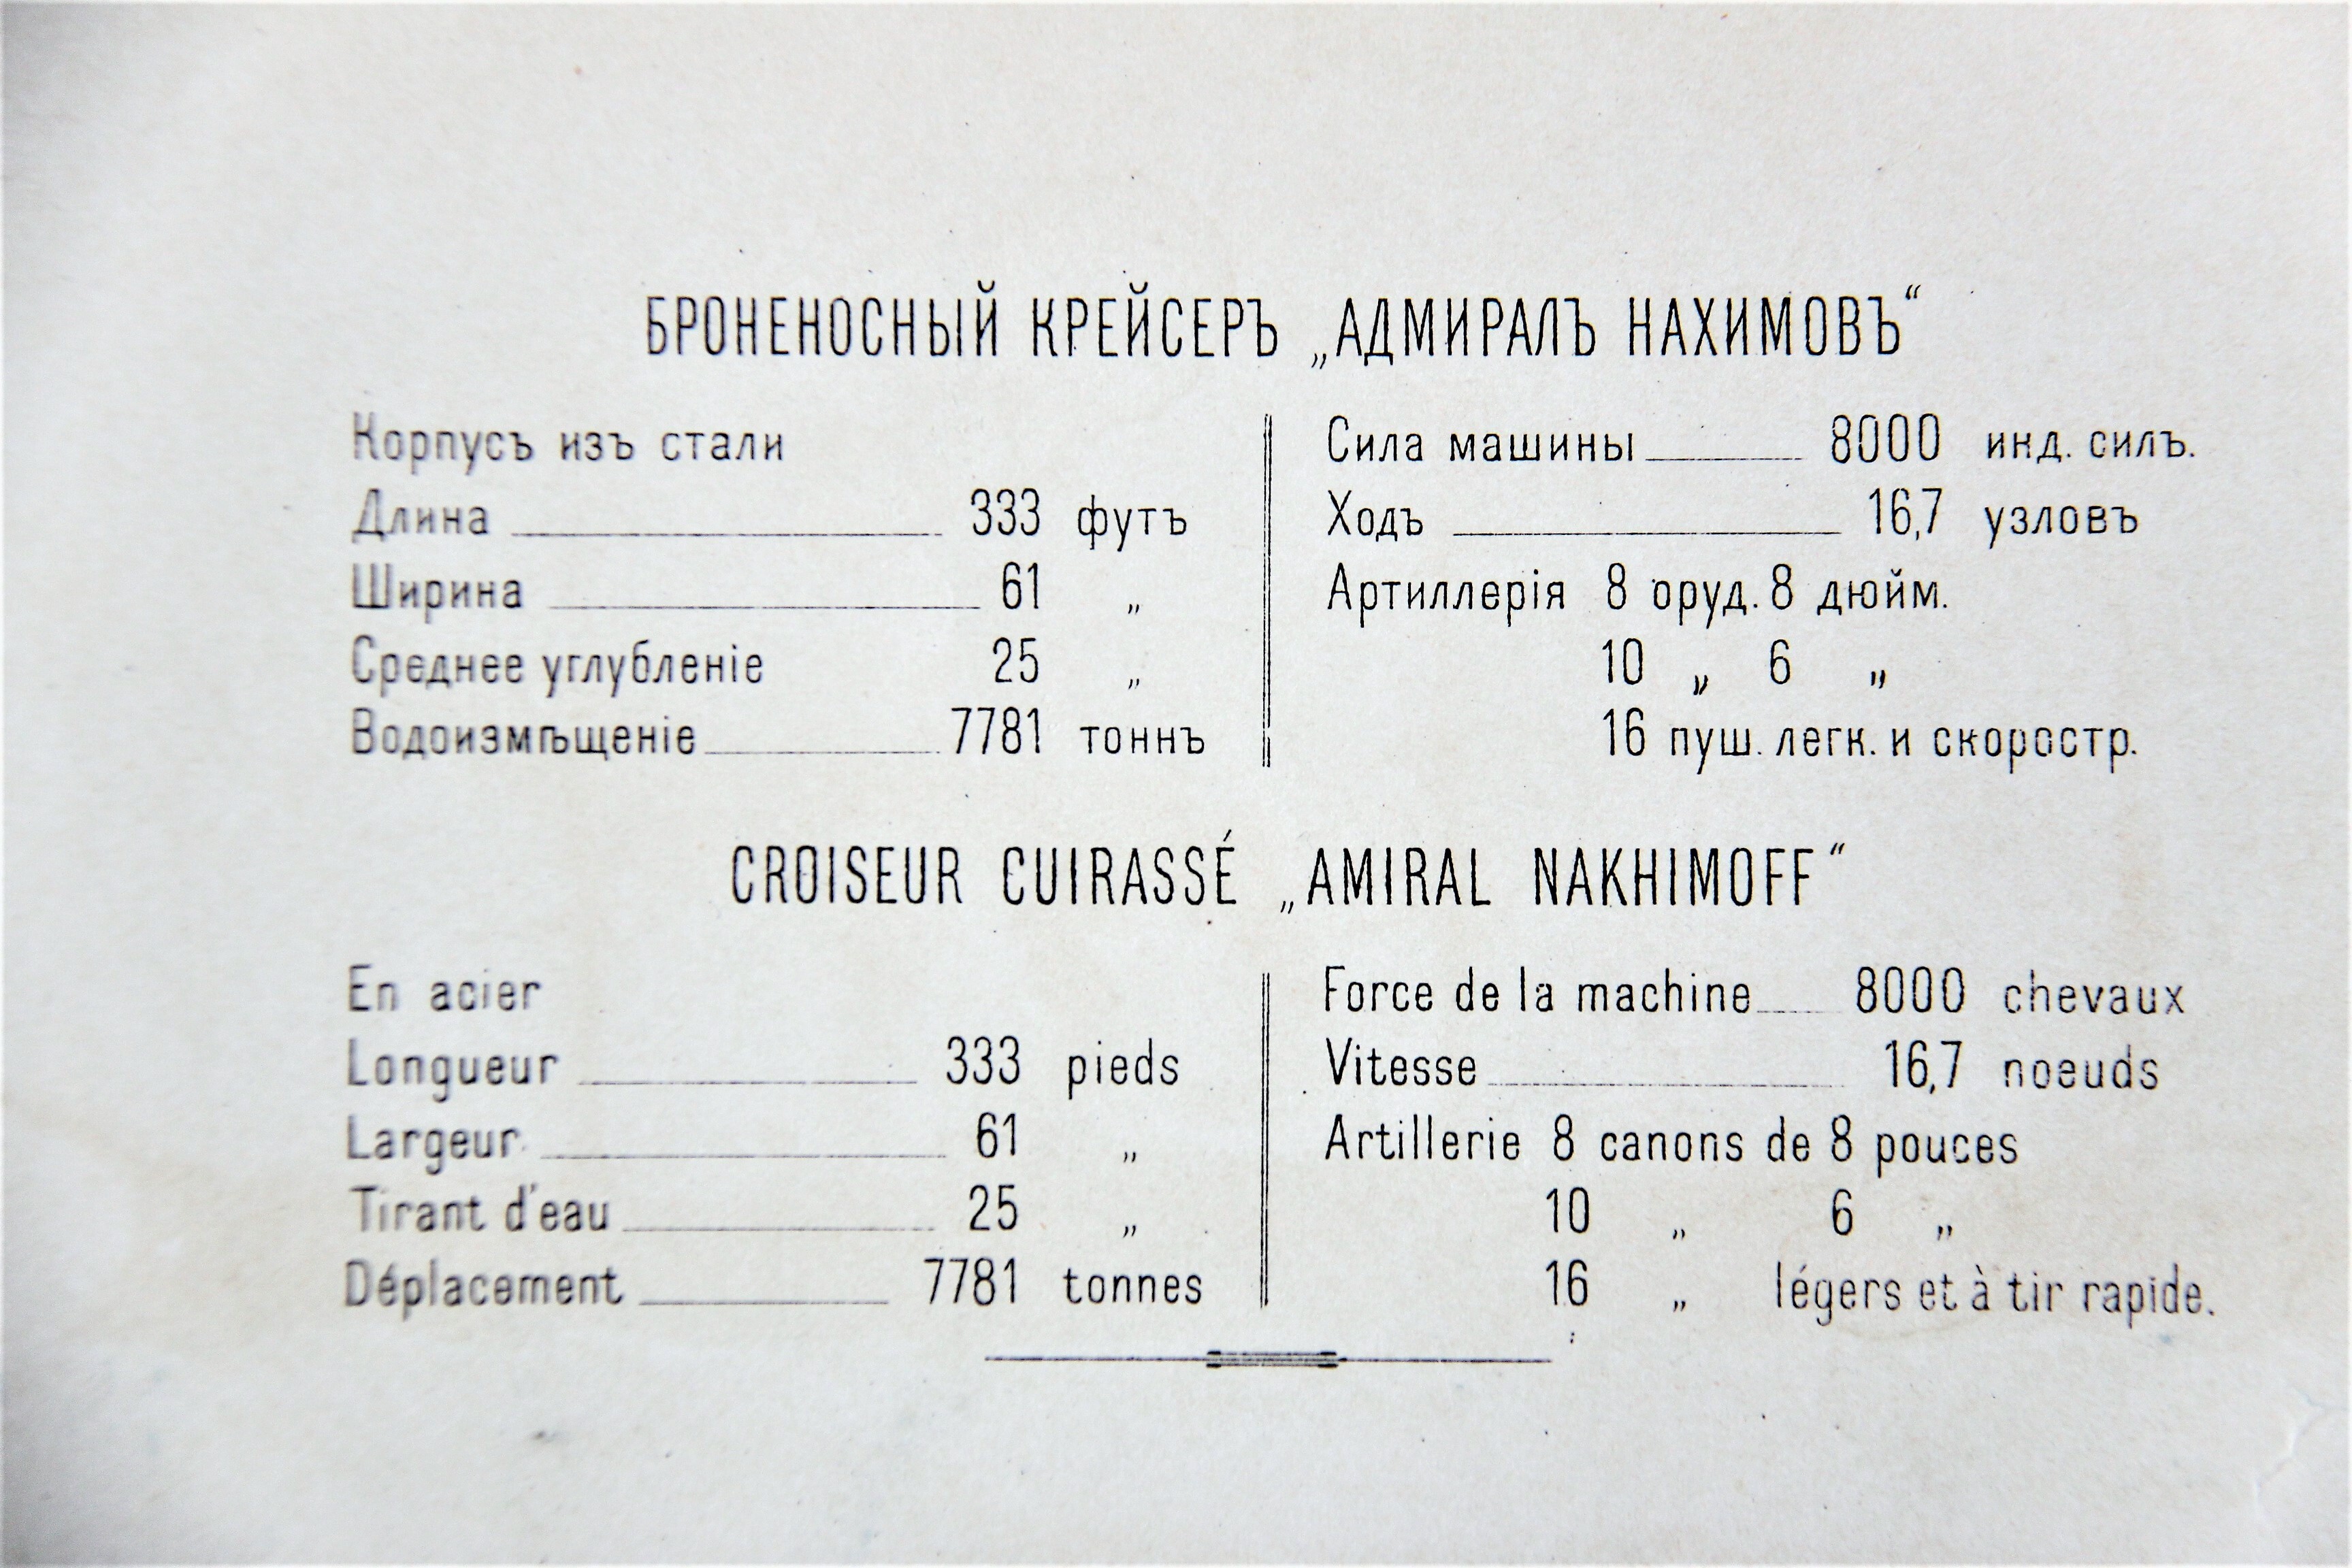 БРОНЕНОСНЫЙ КРЕЙСЕРЪ „АДМИРАЛЪ НАХИМОВЪ“
Корпусъ изъ стали
Длина 333 футъ
Ширина 61 „
Среднее углубленіе 25 „
Водоизмѣщеніе 7781 тоннъ
Сила машины 8000 инд. силъ.
Ходъ 16,7 узловъ
Артиллерія 8 оруд. 8 дюйм.
10 „ 6 „
16 пуш. легк. и скоростр.
CROISEUR CUIRASSÉ „AMIRAL NAKHIMOFF“
En acier
Longueur 333 pieds
Largeur 61 „
Tirant d'eau 25 „
Déplacement 7781 tonnes
Force de la machine 8000 chevaux
Vitesse 16,7 noeuds
Artillerie 8 canons de 8 pouces
10 „ 6 „
16 „ légers et à tir rapide.